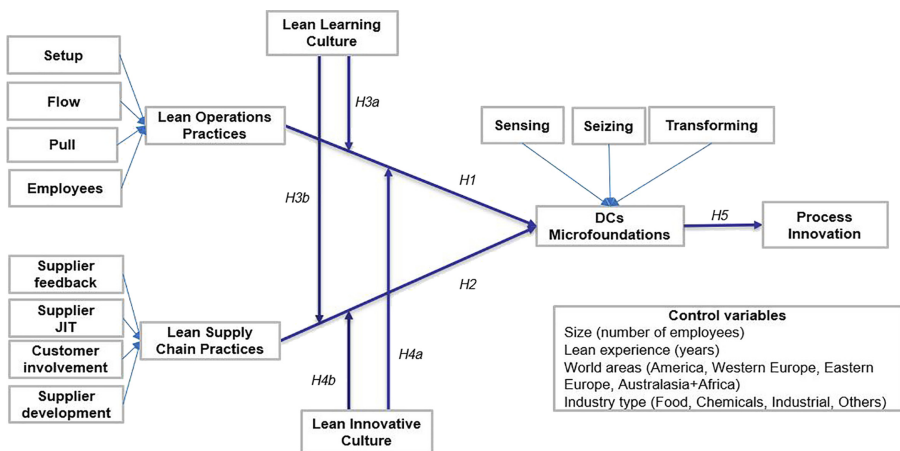 Lean Learning
Culture
Setup
Flow
Pull
Employees
Lean Operations
Practices
H3a
H3b
H1
Sensing
Seizing
Transforming
DCs
Microfoundations
H5
Process
Innovation
Supplier
feedback
Supplier
JIT
Customer
involvement
Supplier
development
Lean Supply
Chain Practices
H2
H4a
H4b
Lean Innovative
Culture
Control variables
Size (number of employees)
Lean experience (years)
World areas (America, Western Europe, Eastern
Europe, Australasia+Africa)
Industry type (Food, Chemicals, Industrial, Others)